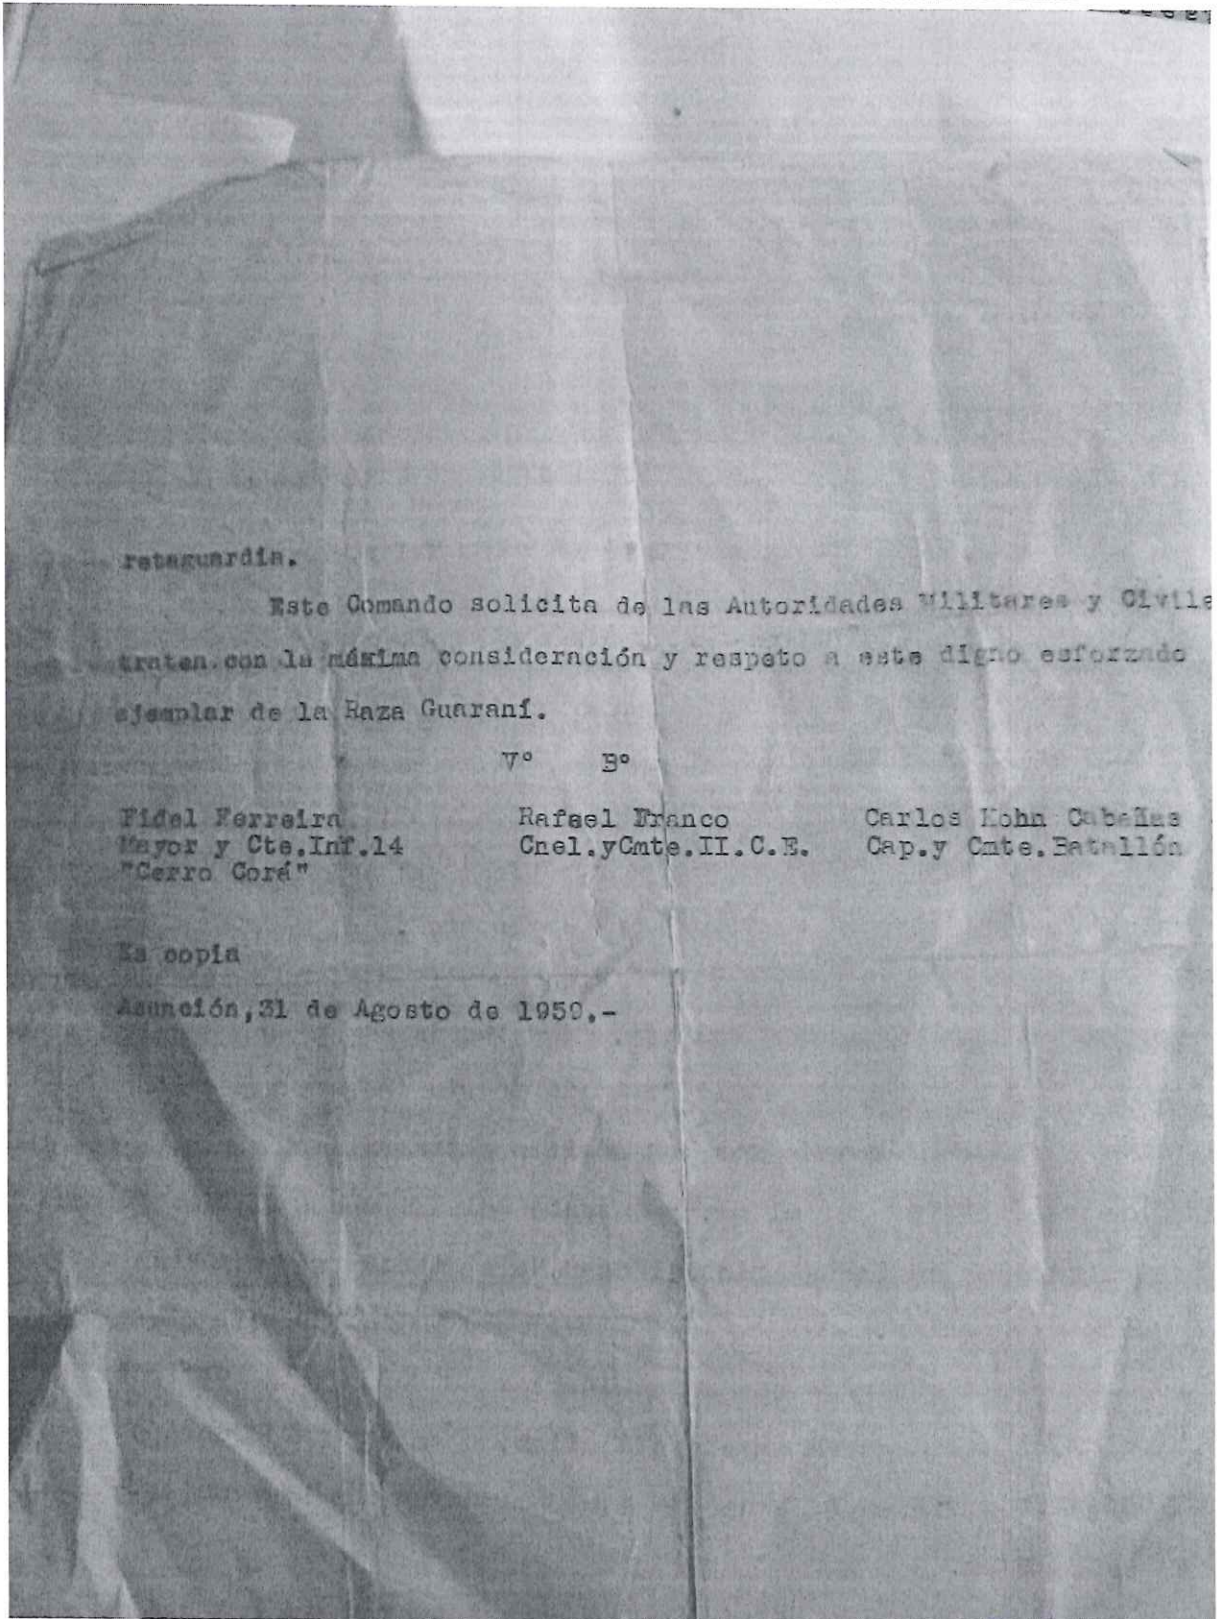 retaguardia.
Este Comando solicita de las Autoridades Militares y Civile
traten con la máxima consideración y respeto a este digno esforzado
ejemplar de la Raza Guaraní.
V° B°
Fidel Ferreira Rafael Franco Carlos Kohn Cabañas
Mayor y Cte.Inf.14 Cnel.yCmte.II.C.E. Cap.y Cmte.Batallón
"Cerro Corá"
Es copia
Asunción,31 de Agosto de 1959.-